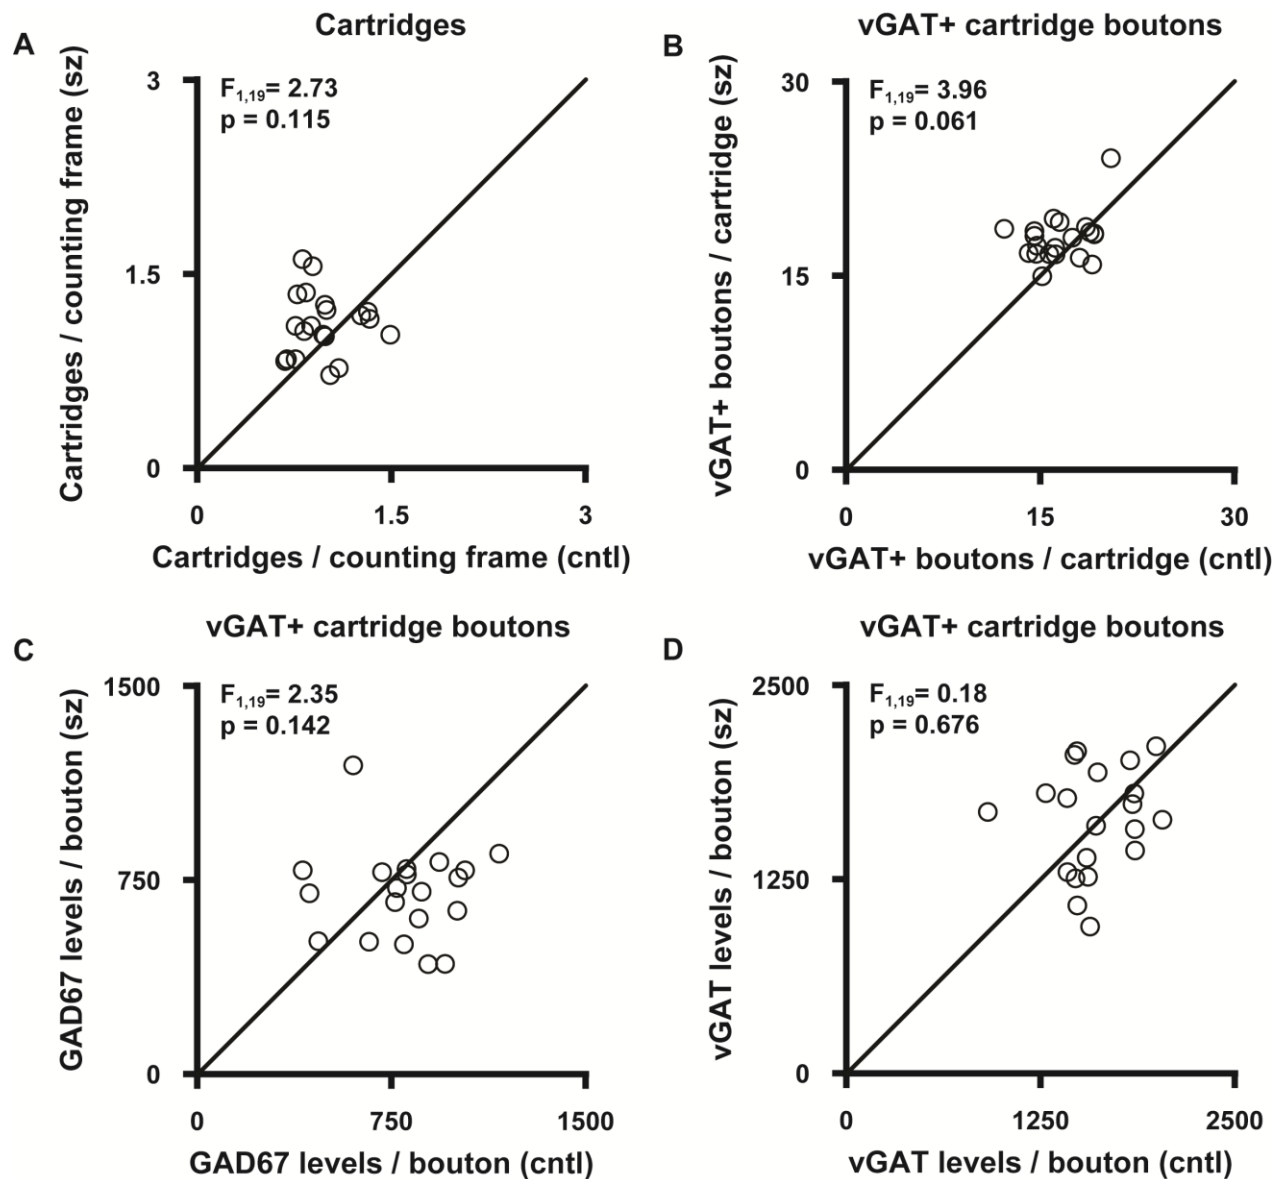 A
Cartridges
F1,19= 2.73
p = 0.115
Cartridges / counting frame (sz)
3
1.5
0
0
1.5
3
Cartridges / counting frame (cntl)
B
vGAT+ cartridge boutons
F1,19= 3.96
p = 0.061
vGAT+ boutons / cartridge (sz)
30
15
0
0
15
30
vGAT+ boutons / cartridge (cntl)
C
vGAT+ cartridge boutons
F1,19= 2.35
p = 0.142
GAD67 levels / bouton (sz)
1500
750
0
0
750
1500
GAD67 levels / bouton (cntl)
D
vGAT+ cartridge boutons
F1,19= 0.18
p = 0.676
vGAT levels / bouton (sz)
2500
1250
0
0
1250
2500
vGAT levels / bouton (cntl)